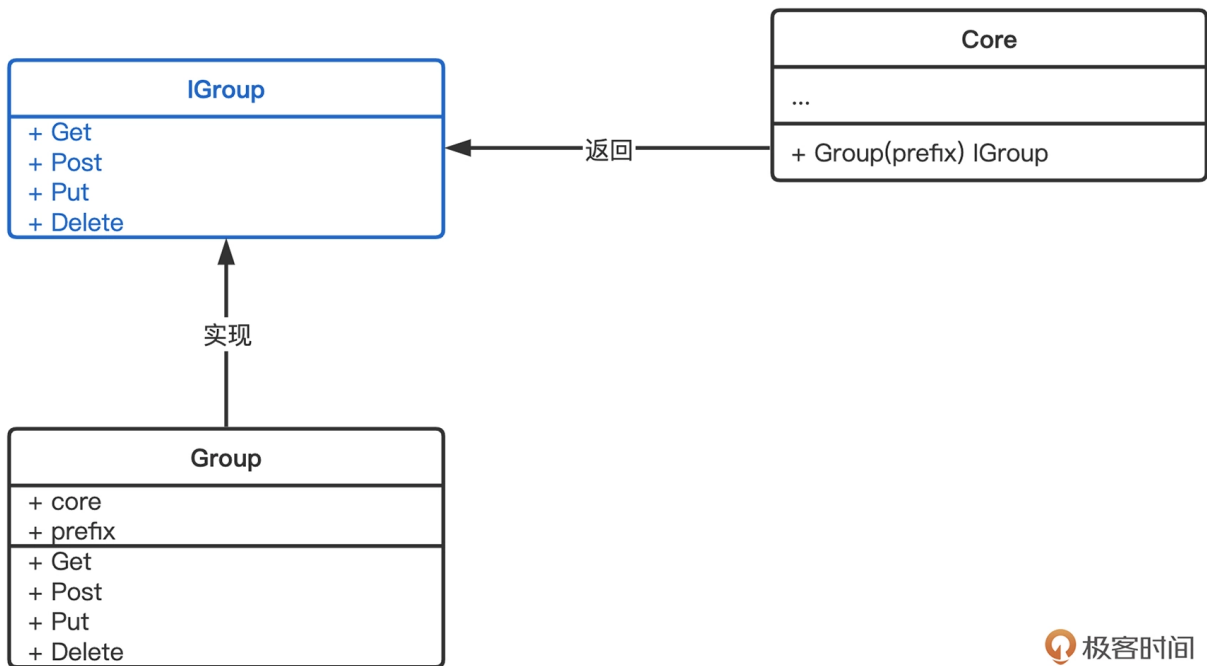 IGroup
+ Get
+ Post
+ Put
+ Delete
返回
Core
...
+ Group(prefix) IGroup
实现
Group
+ core
+ prefix
+ Get
+ Post
+ Put
+ Delete
极客时间